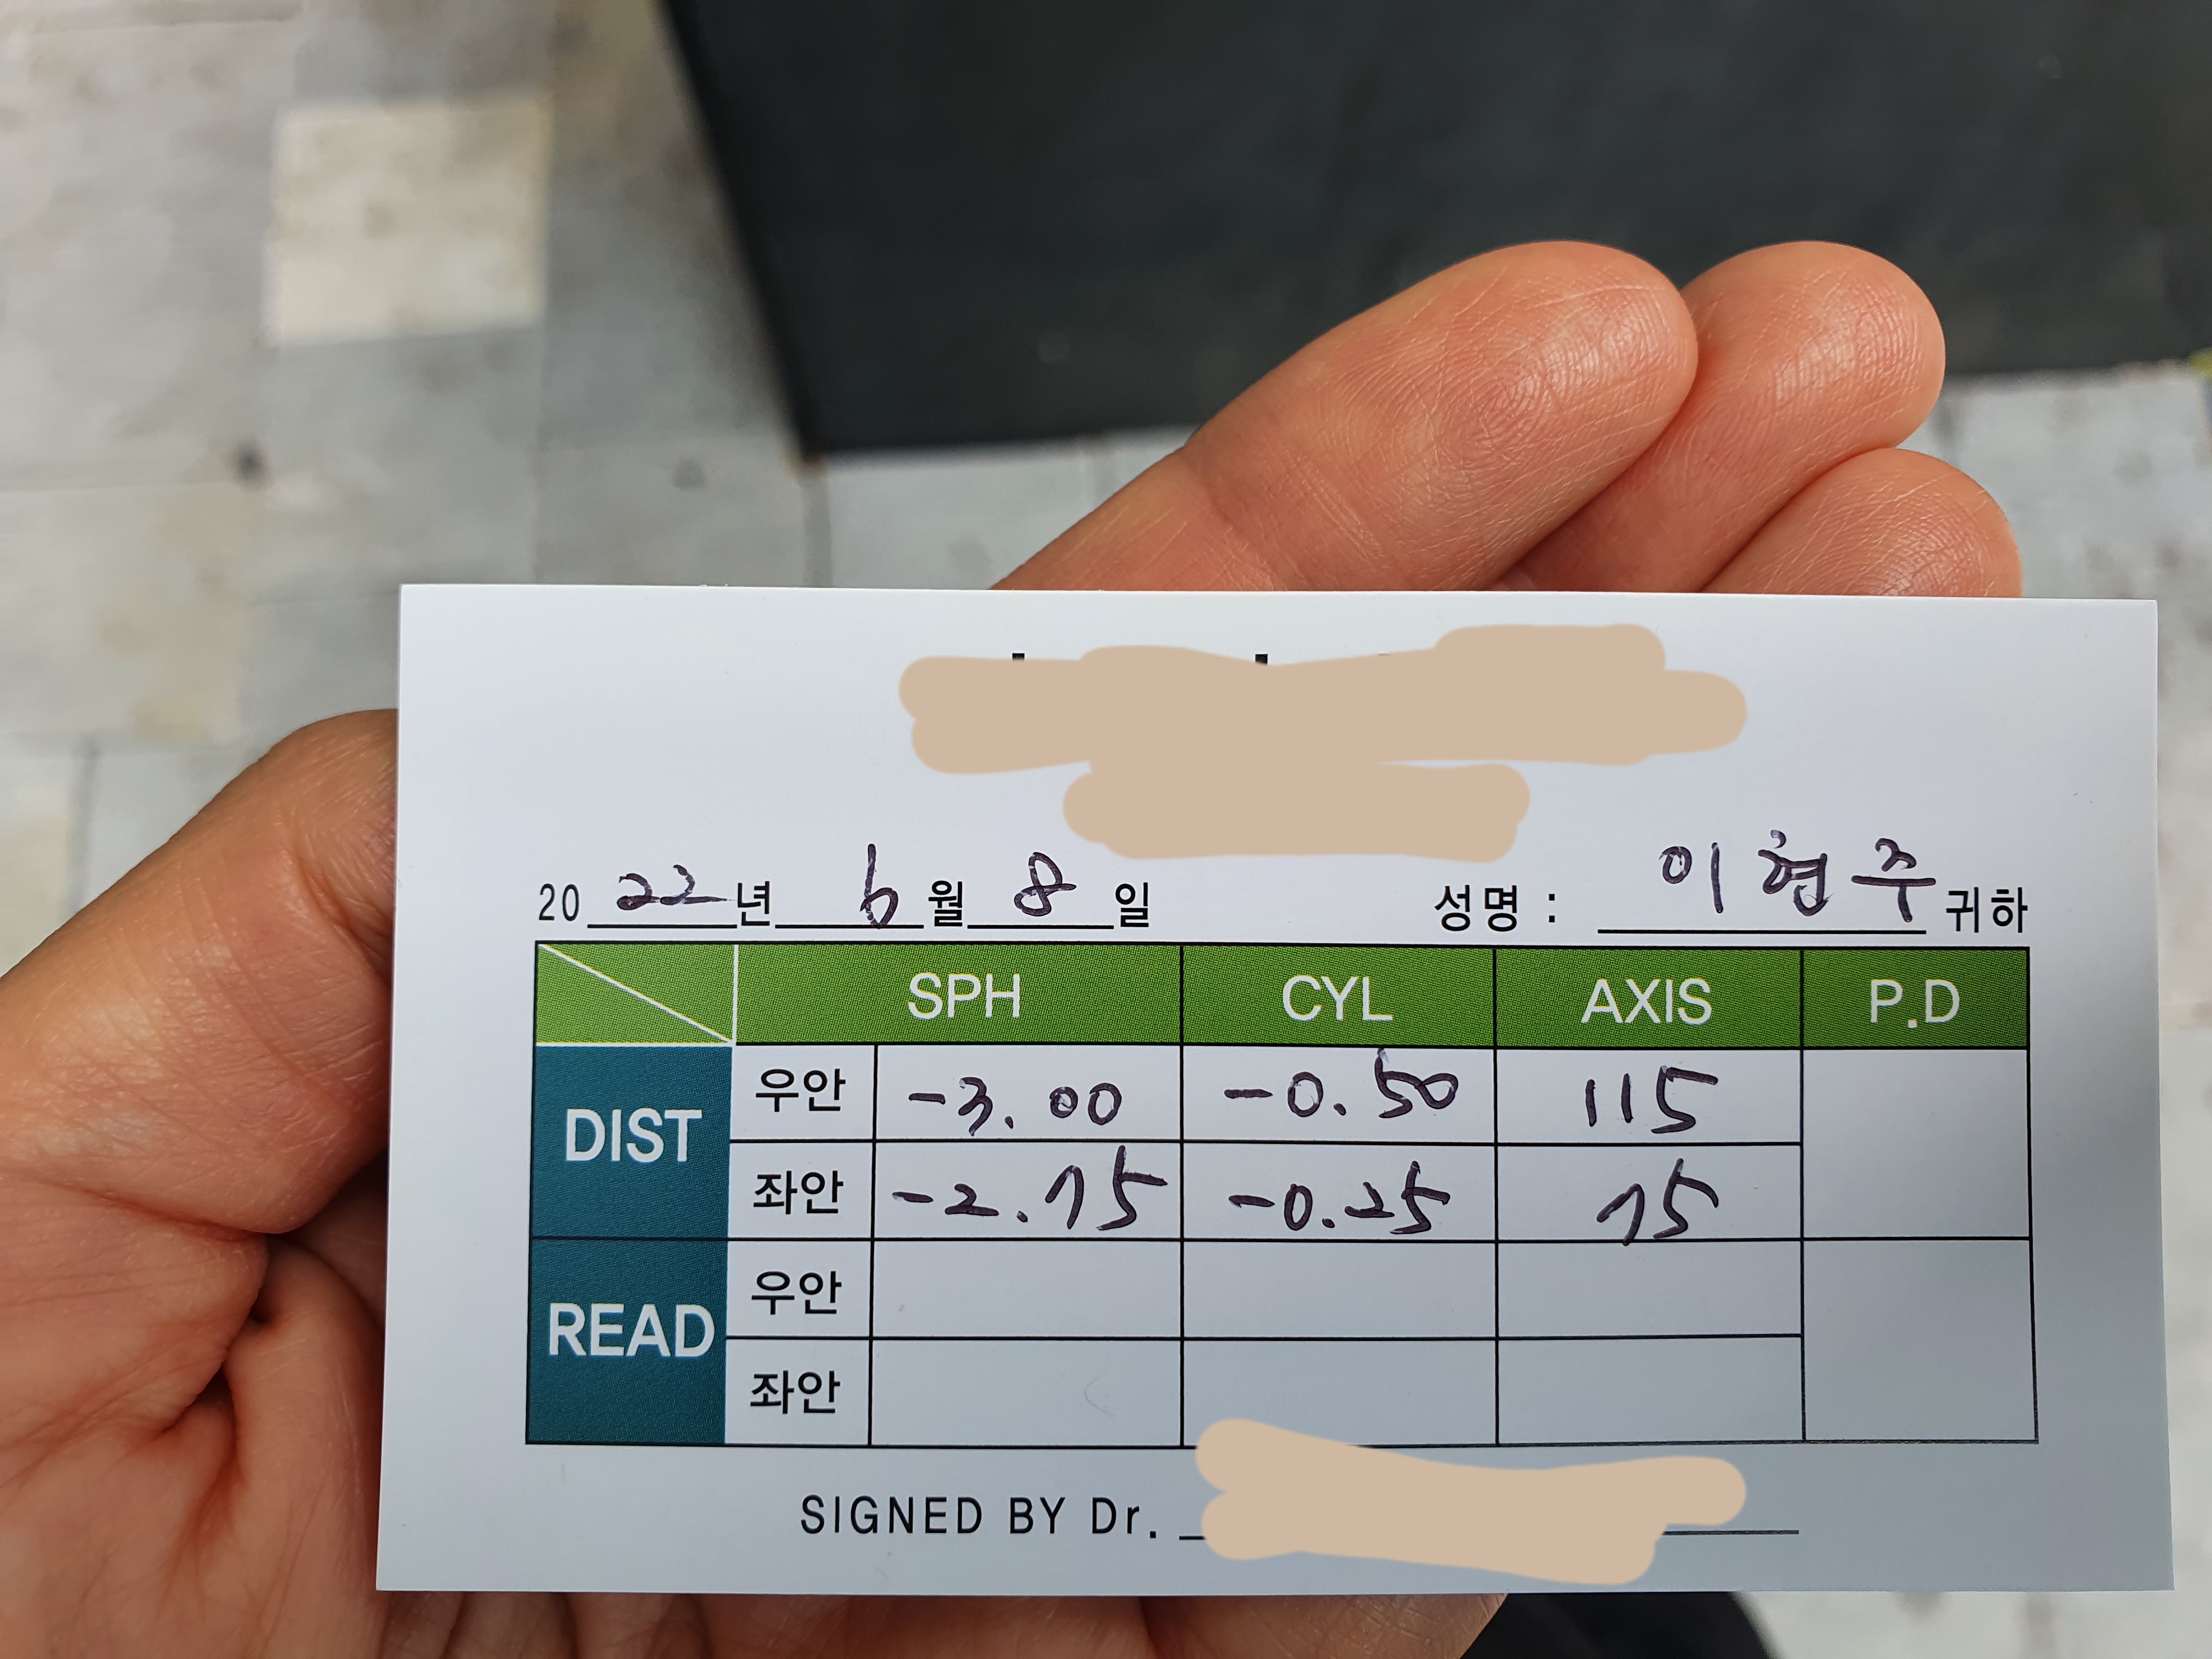 2022년 6월 8일 성명 : 이현주 귀하
SPH CYL AXIS P.D
DIST 우안 -3.00 -0.50 115
좌안 -2.75 -0.25 75
READ 우안
좌안
SIGNED BY Dr.